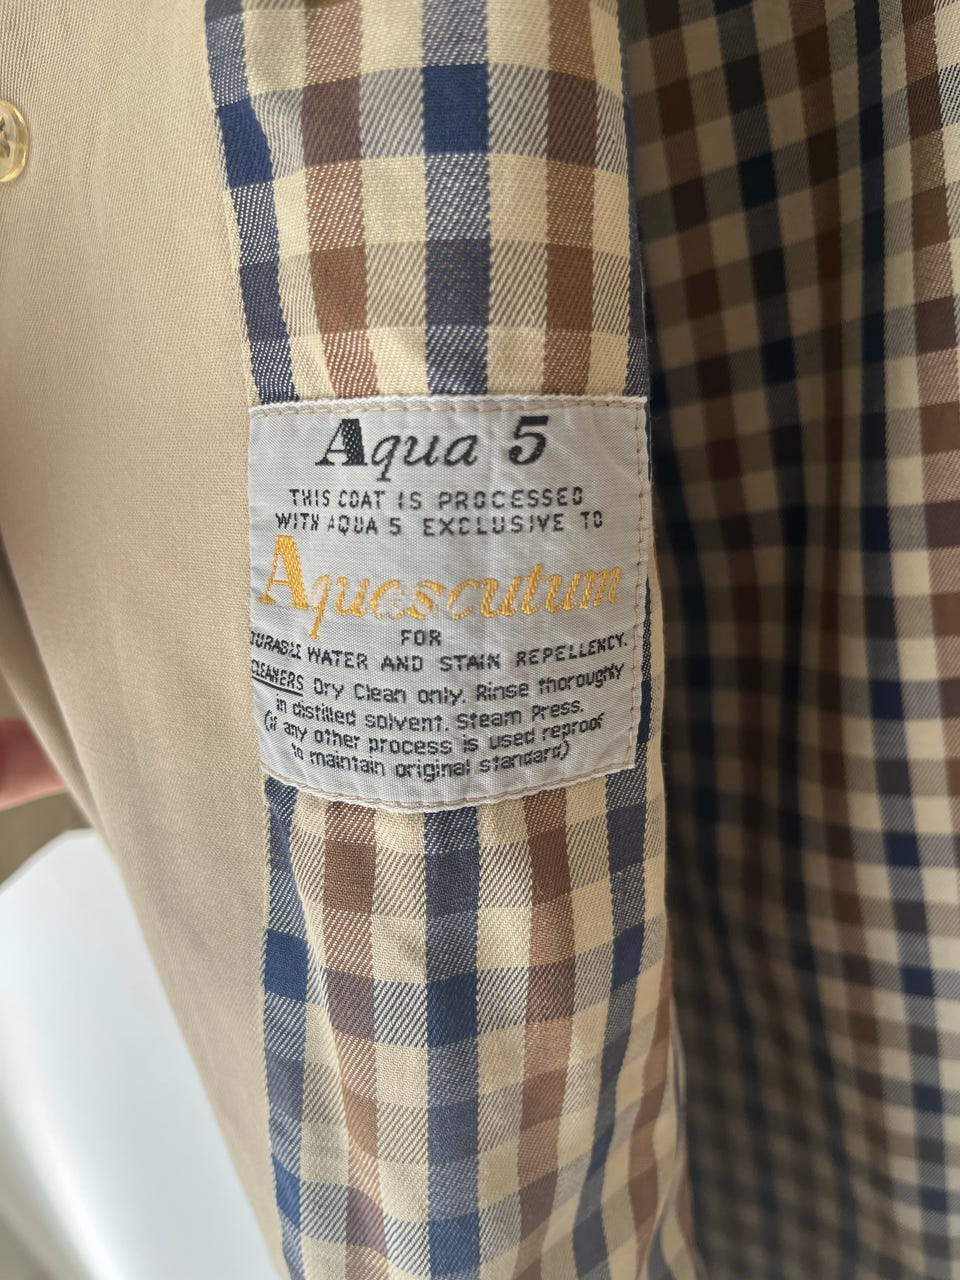 Aqua 5
THIS COAT IS PROCESSED
WITH AQUA 5 EXCLUSIVE TO
Aquascutum
FOR
DURABLE WATER AND STAIN REPELLENCY.
CLEANERS Dry Clean only. Rinse thoroughly
in distilled solvent. Steam Press.
(if any other process is used reproof
to maintain original standard)